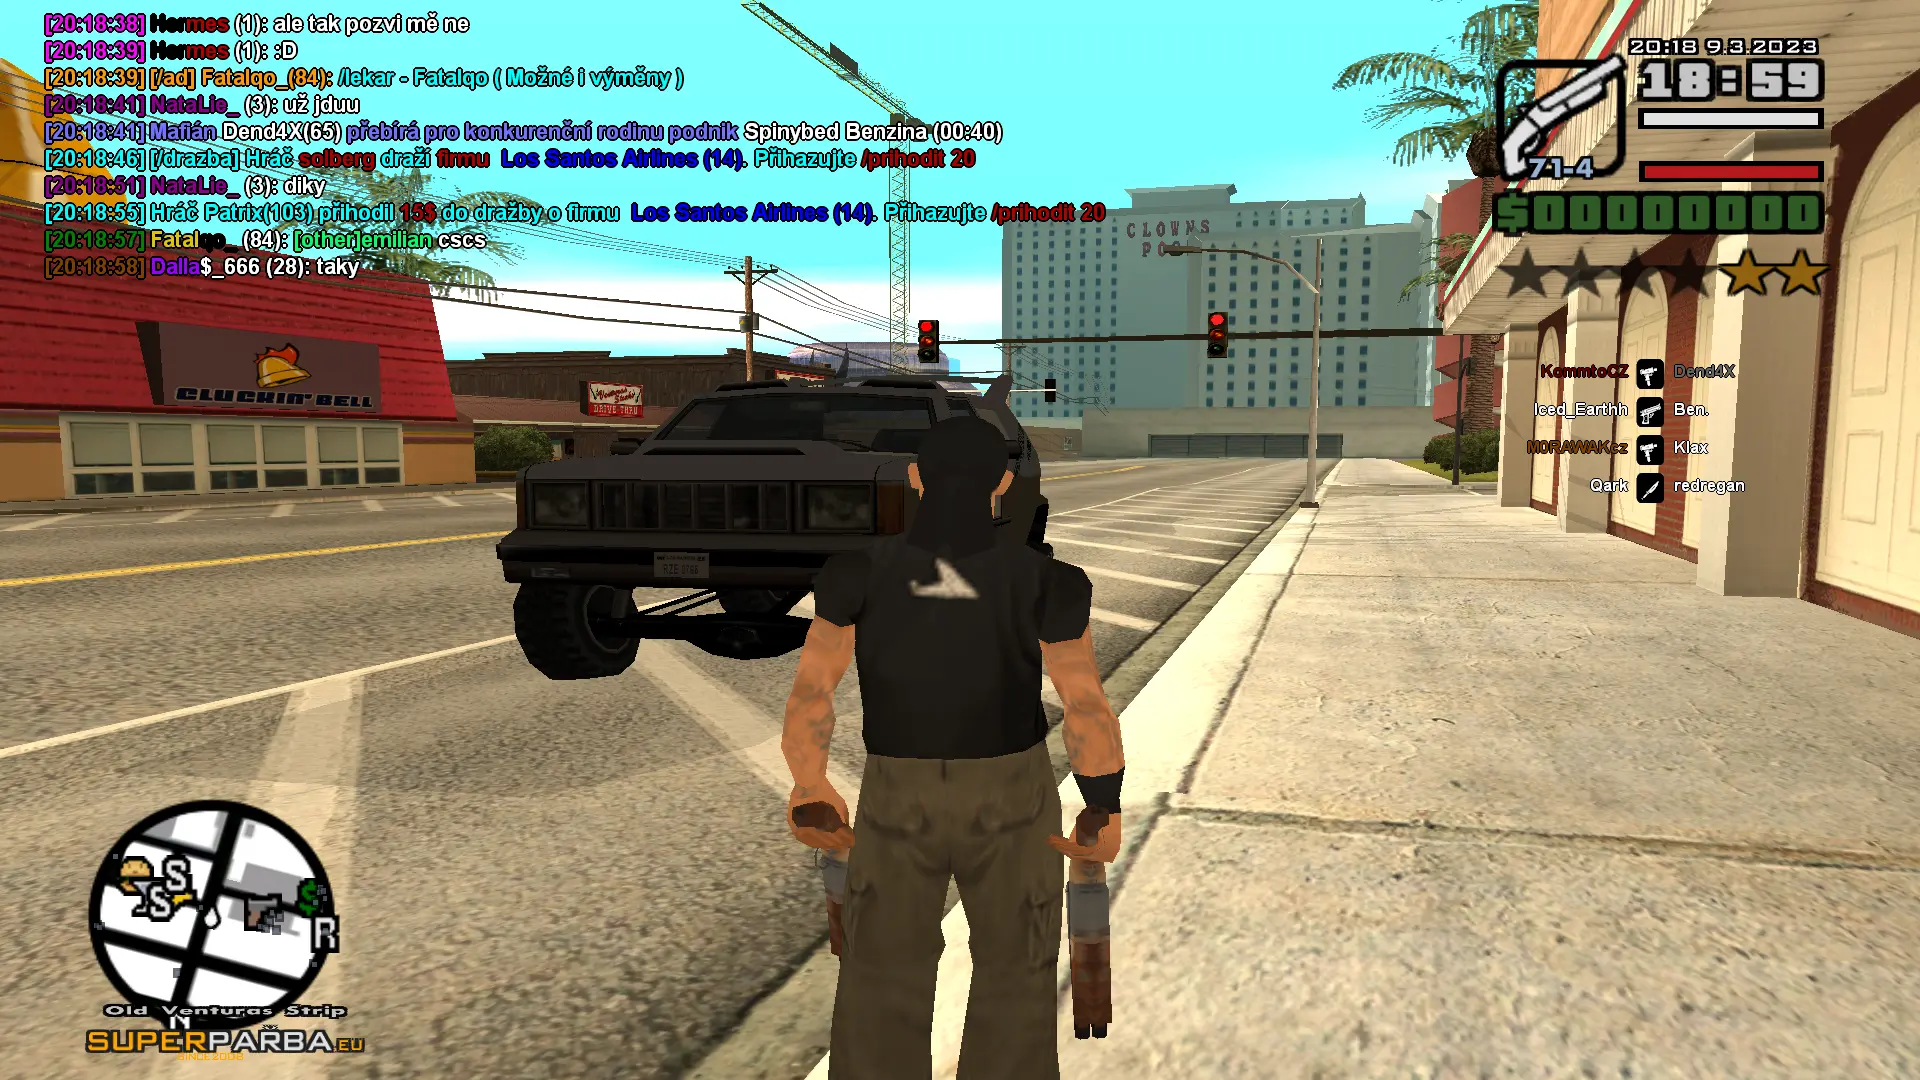 [20:18:38] Hermes (1): ale tak pozvi mě ne
[20:18:39] Hermes (1): :D
[20:18:39] [/ad] Fatalqo_(84): /lekar - Fatalqo ( Možné i výměny )
[20:18:41] NataLie_ (3): už jduu
[20:18:41] Mafián Dend4X(65) přebírá pro konkurenční rodinu podnik Spinybed Benzina (00:40)
[20:18:46] [/drazba] Hráč solberg draží firmu Los Santos Airlines (14). Přihazujte /prihodit 20
[20:18:51] NataLie_ (3): diky
[20:18:55] Hráč Patrix(103) přihodil 15$ do dražby o firmu Los Santos Airlines (14). Přihazujte /prihodit 20
[20:18:57] Fatalqo_ (84): [other]emilian cscs
[20:18:58] Dalla$_666 (28): taky
20:18 9.3.2023
18:59
71-4
$00000000
CLOWNS
CLUCKIN' BELL
DRIVE-THRU
KommtoCZ Dend4X
Iced_Earthh Ben.
M0RAWAKcz Klax
Qark redregan
S
S
R
Old Venturas Strip
N
SUPERPARBA.EU
SINCE 2008